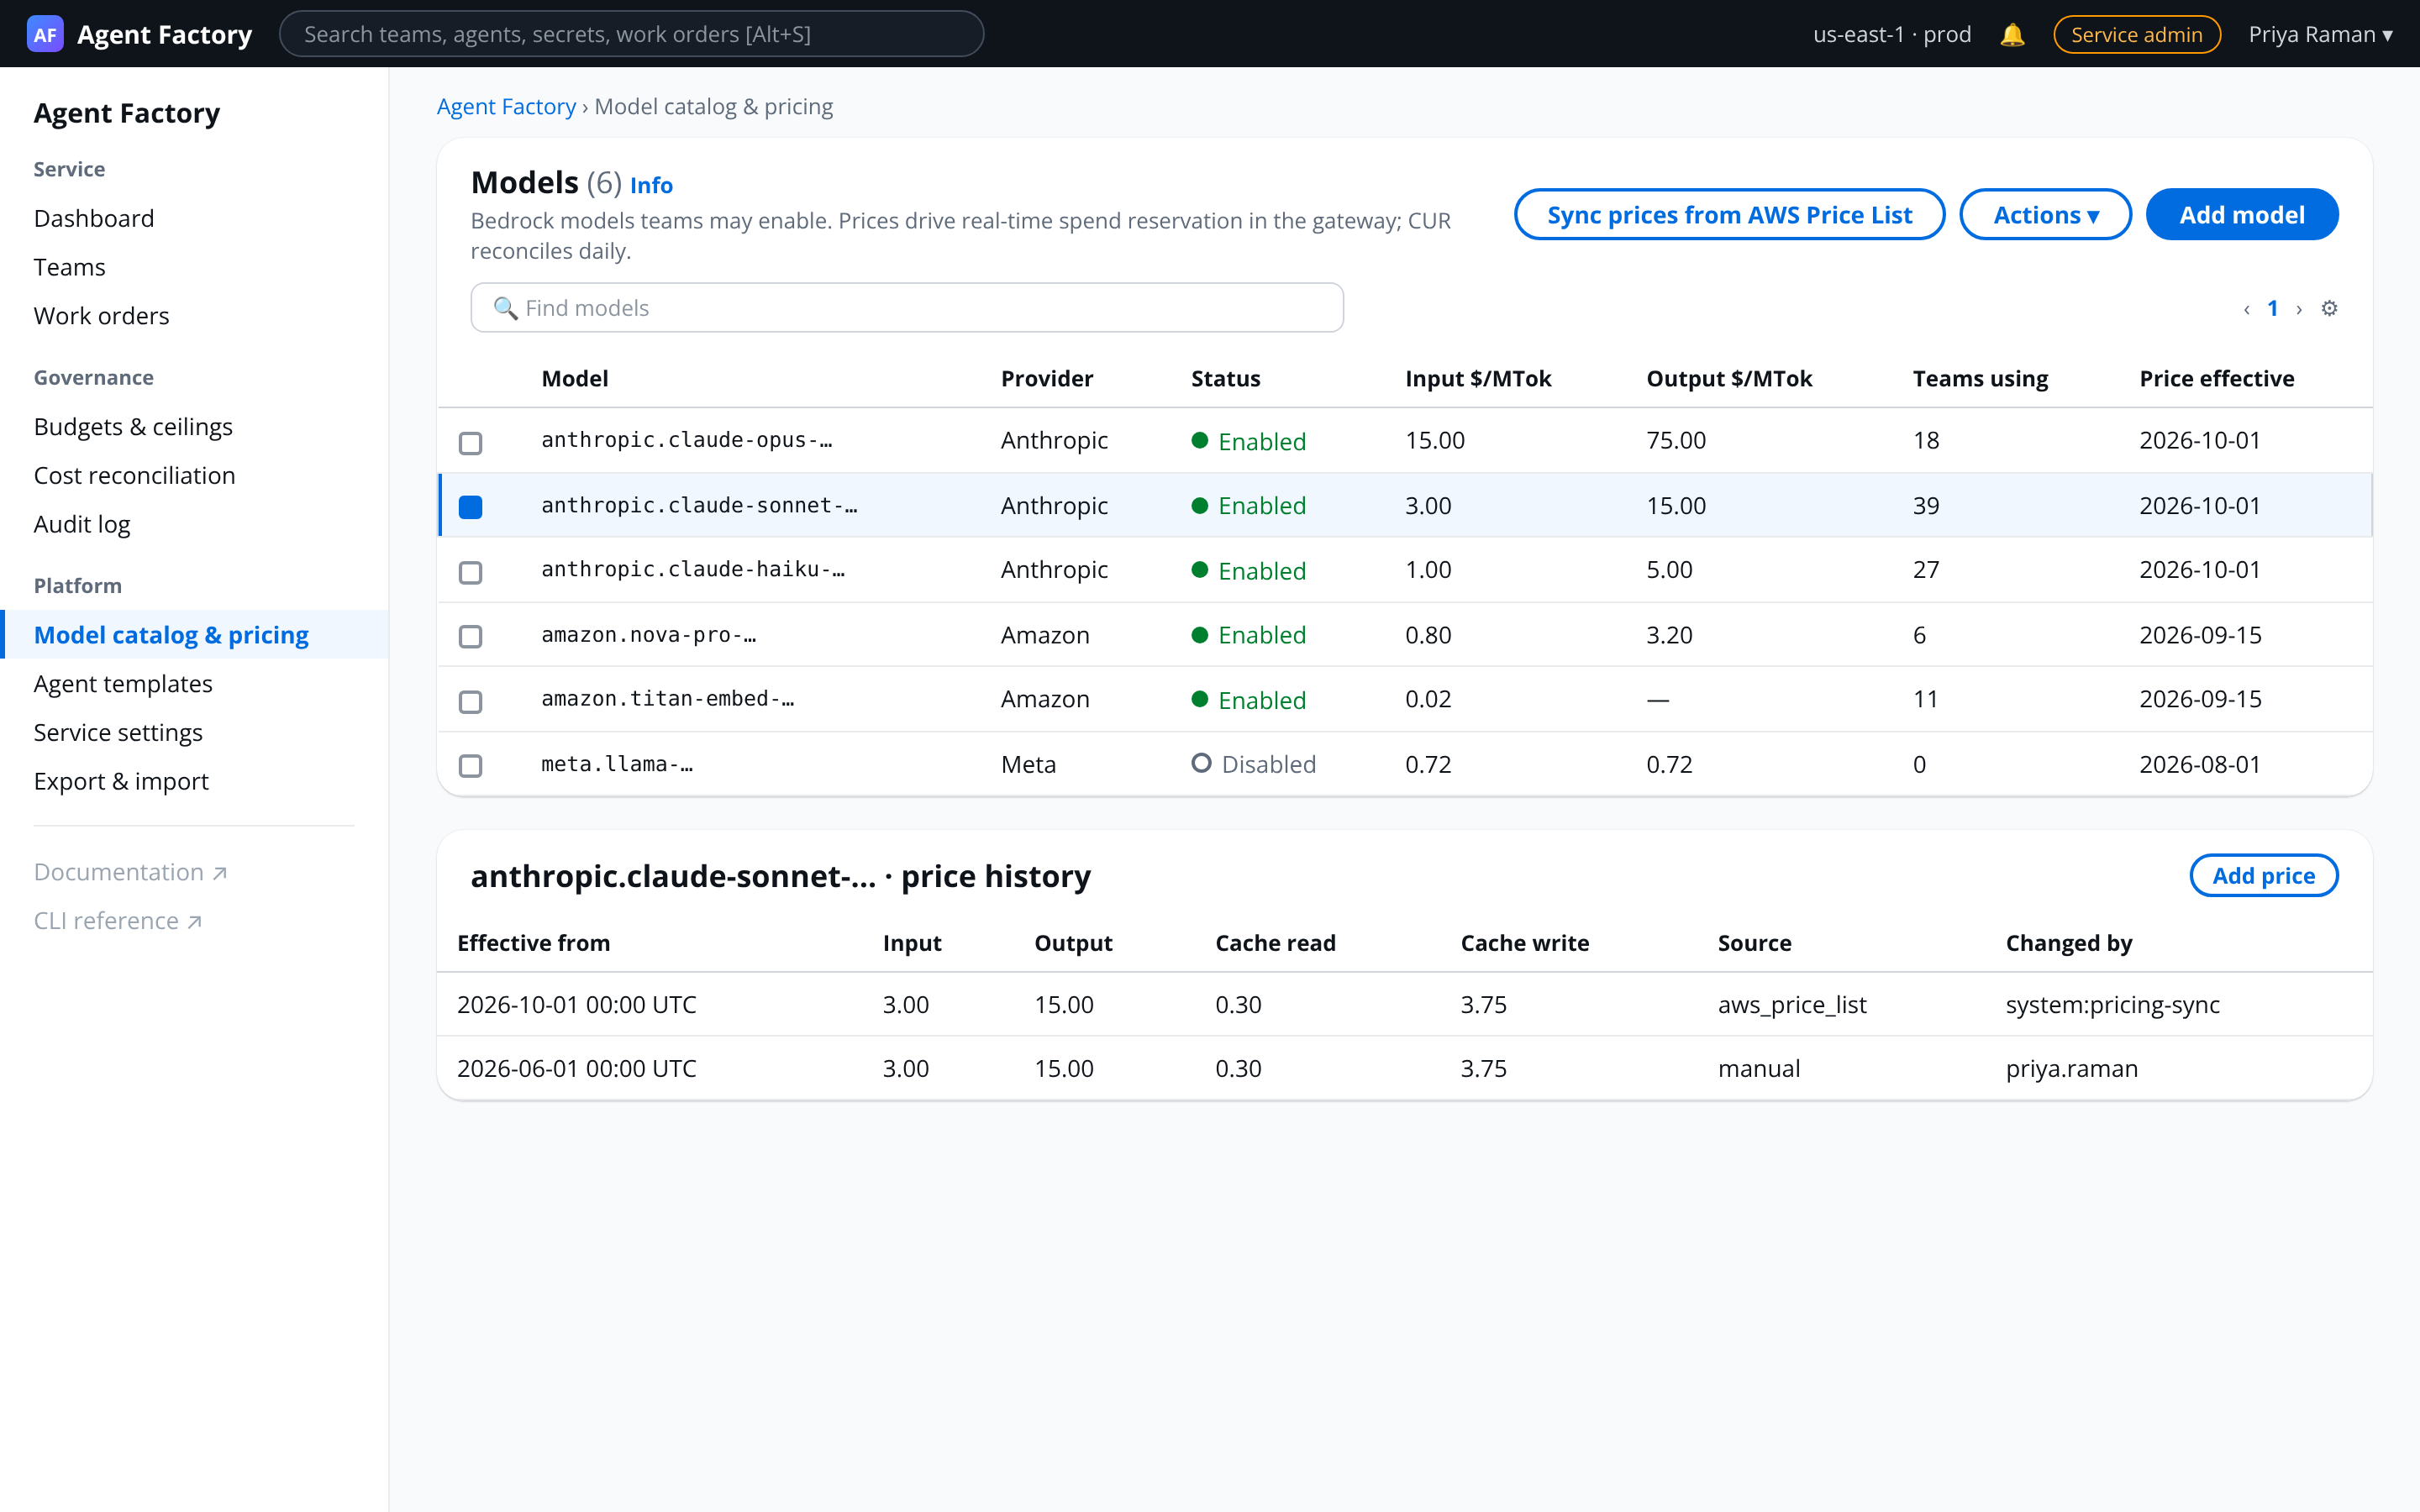 AF Agent Factory Search teams, agents, secrets, work orders [Alt+S] us-east-1 · prod 🔔 Service admin Priya Raman ▾
Agent Factory
Service
Dashboard
Teams
Work orders
Governance
Budgets & ceilings
Cost reconciliation
Audit log
Platform
Model catalog & pricing
Agent templates
Service settings
Export & import
Documentation ↗
CLI reference ↗
Agent Factory › Model catalog & pricing
Models (6) Info
Bedrock models teams may enable. Prices drive real-time spend reservation in the gateway; CUR
reconciles daily.
Sync prices from AWS Price List Actions ▾ Add model
🔍 Find models ‹ 1 › ⚙
Model Provider Status Input $/MTok Output $/MTok Teams using Price effective
anthropic.claude-opus-… Anthropic Enabled 15.00 75.00 18 2026-10-01
anthropic.claude-sonnet-… Anthropic Enabled 3.00 15.00 39 2026-10-01
anthropic.claude-haiku-… Anthropic Enabled 1.00 5.00 27 2026-10-01
amazon.nova-pro-… Amazon Enabled 0.80 3.20 6 2026-09-15
amazon.titan-embed-… Amazon Enabled 0.02 — 11 2026-09-15
meta.llama-… Meta Disabled 0.72 0.72 0 2026-08-01
anthropic.claude-sonnet-… · price history Add price
Effective from Input Output Cache read Cache write Source Changed by
2026-10-01 00:00 UTC 3.00 15.00 0.30 3.75 aws_price_list system:pricing-sync
2026-06-01 00:00 UTC 3.00 15.00 0.30 3.75 manual priya.raman